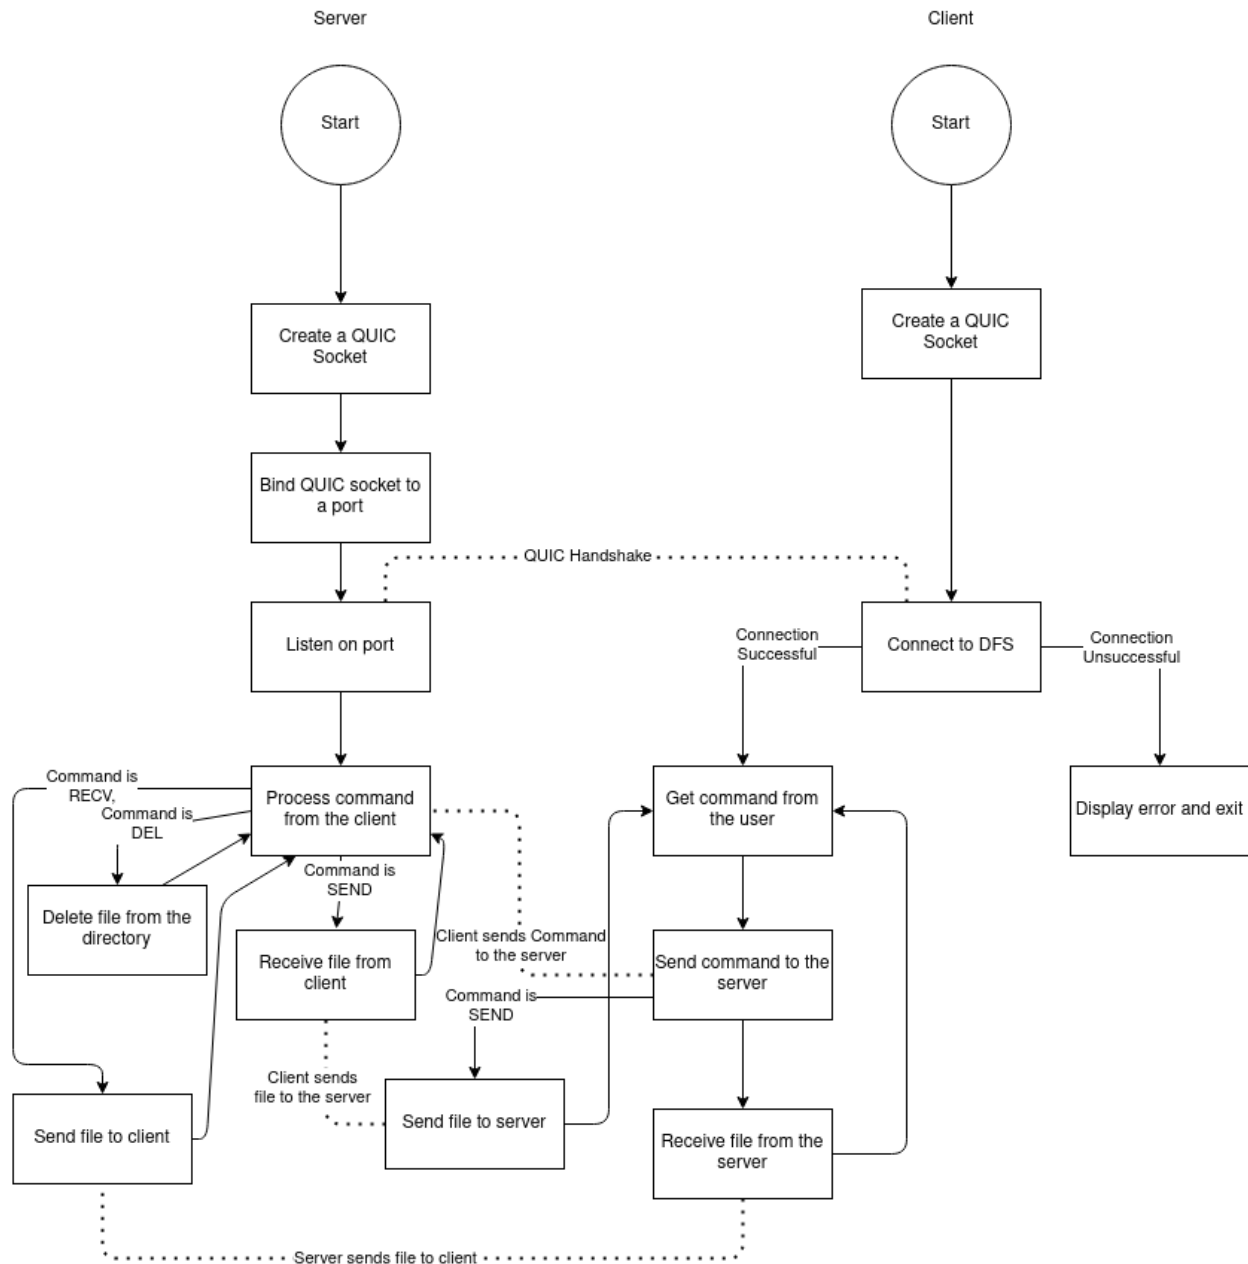 Server
Client
Start
Start
Create a QUIC
Socket
Create a QUIC
Socket
Bind QUIC socket to
a port
QUIC Handshake
Listen on port
Connection
Successful
Connect to DFS
Connection
Unsuccessful
Command is
RECV,
Command is
DEL
Process command
from the client
Get command from
the user
Display error and exit
Command is
SEND
Delete file from the
directory
Receive file from
client
Client sends Command
to the server
Send command to the
server
Command is
SEND
Client sends
file to the server
Send file to client
Send file to server
Receive file from the
server
Server sends file to client